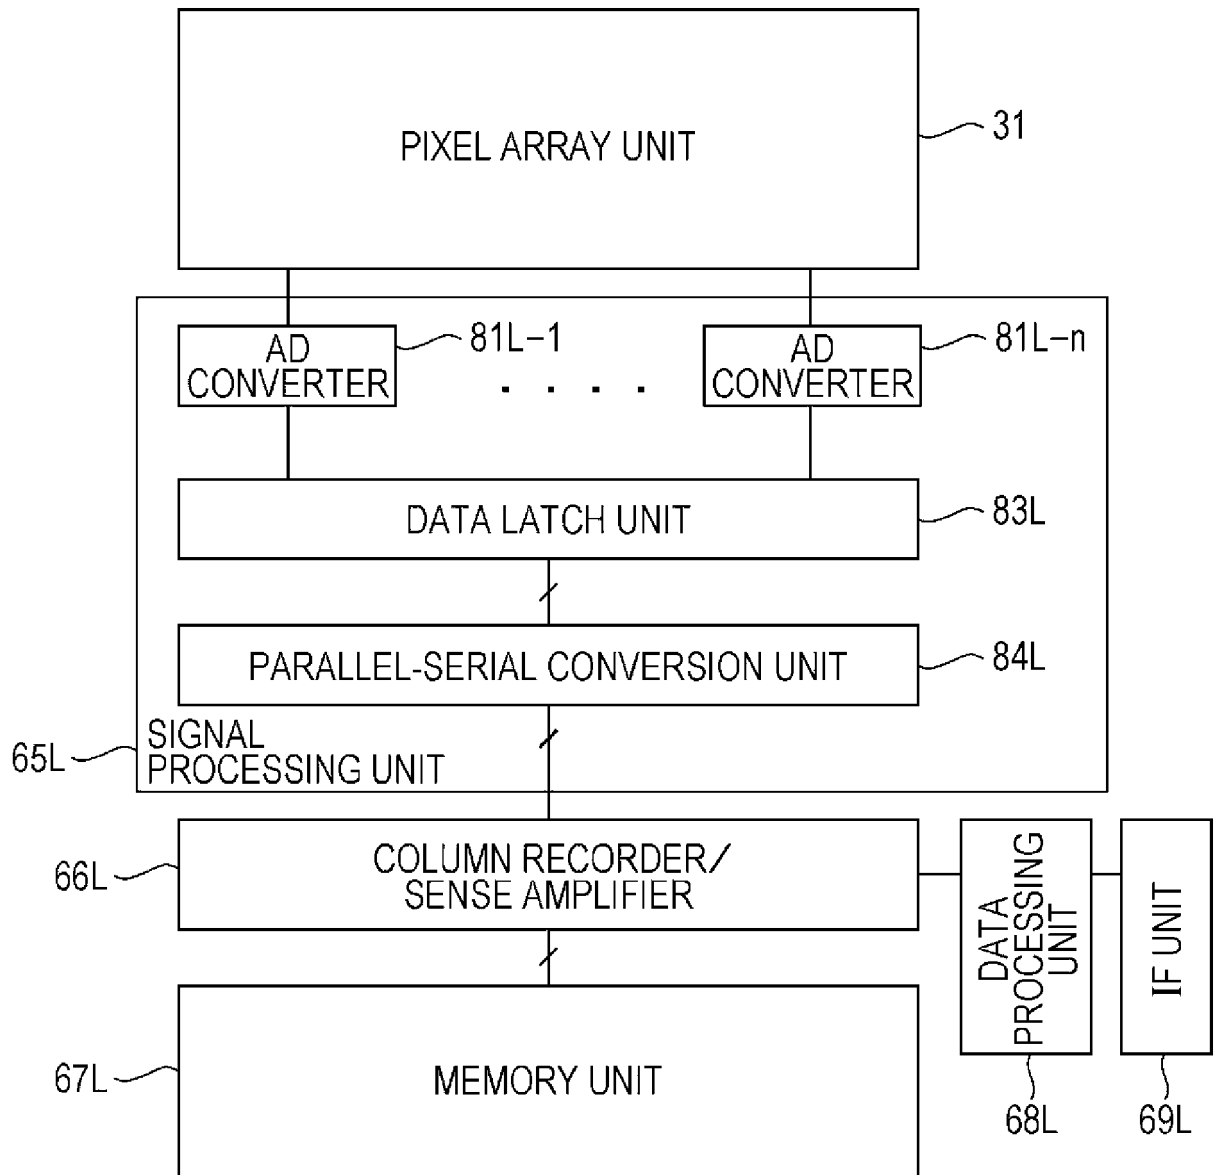 PIXEL ARRAY UNIT
31
AD
CONVERTER
81L-1
. . . .
AD
CONVERTER
81L-n
DATA LATCH UNIT
83L
PARALLEL-SERIAL CONVERSION UNIT
84L
SIGNAL
PROCESSING UNIT
65L
COLUMN RECORDER/
SENSE AMPLIFIER
66L
DATA
PROCESSING
UNIT
68L
IF UNIT
69L
MEMORY UNIT
67L